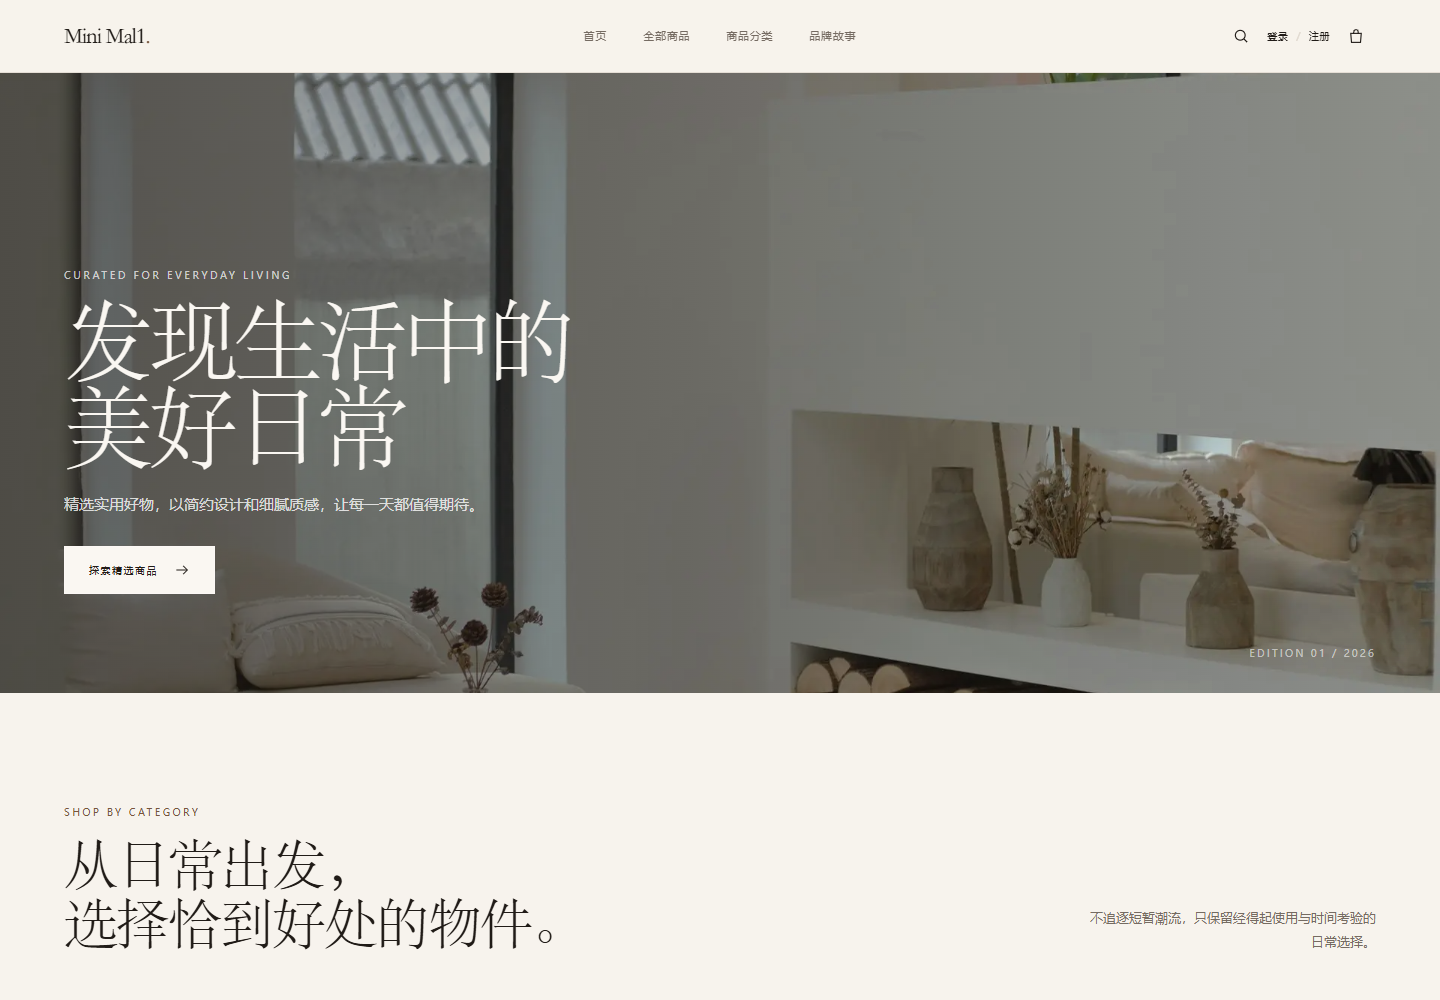 Mini Mal1.
首页
全部商品
商品分类
品牌故事
登录 / 注册
CURATED FOR EVERYDAY LIVING
发现生活中的
美好日常
精选实用好物，以简约设计和细腻质感，让每一天都值得期待。
探索精选商品 →
EDITION 01 / 2026
SHOP BY CATEGORY
从日常出发，
选择恰到好处的物件。
不追逐短暂潮流，只保留经得起使用与时间考验的
日常选择。